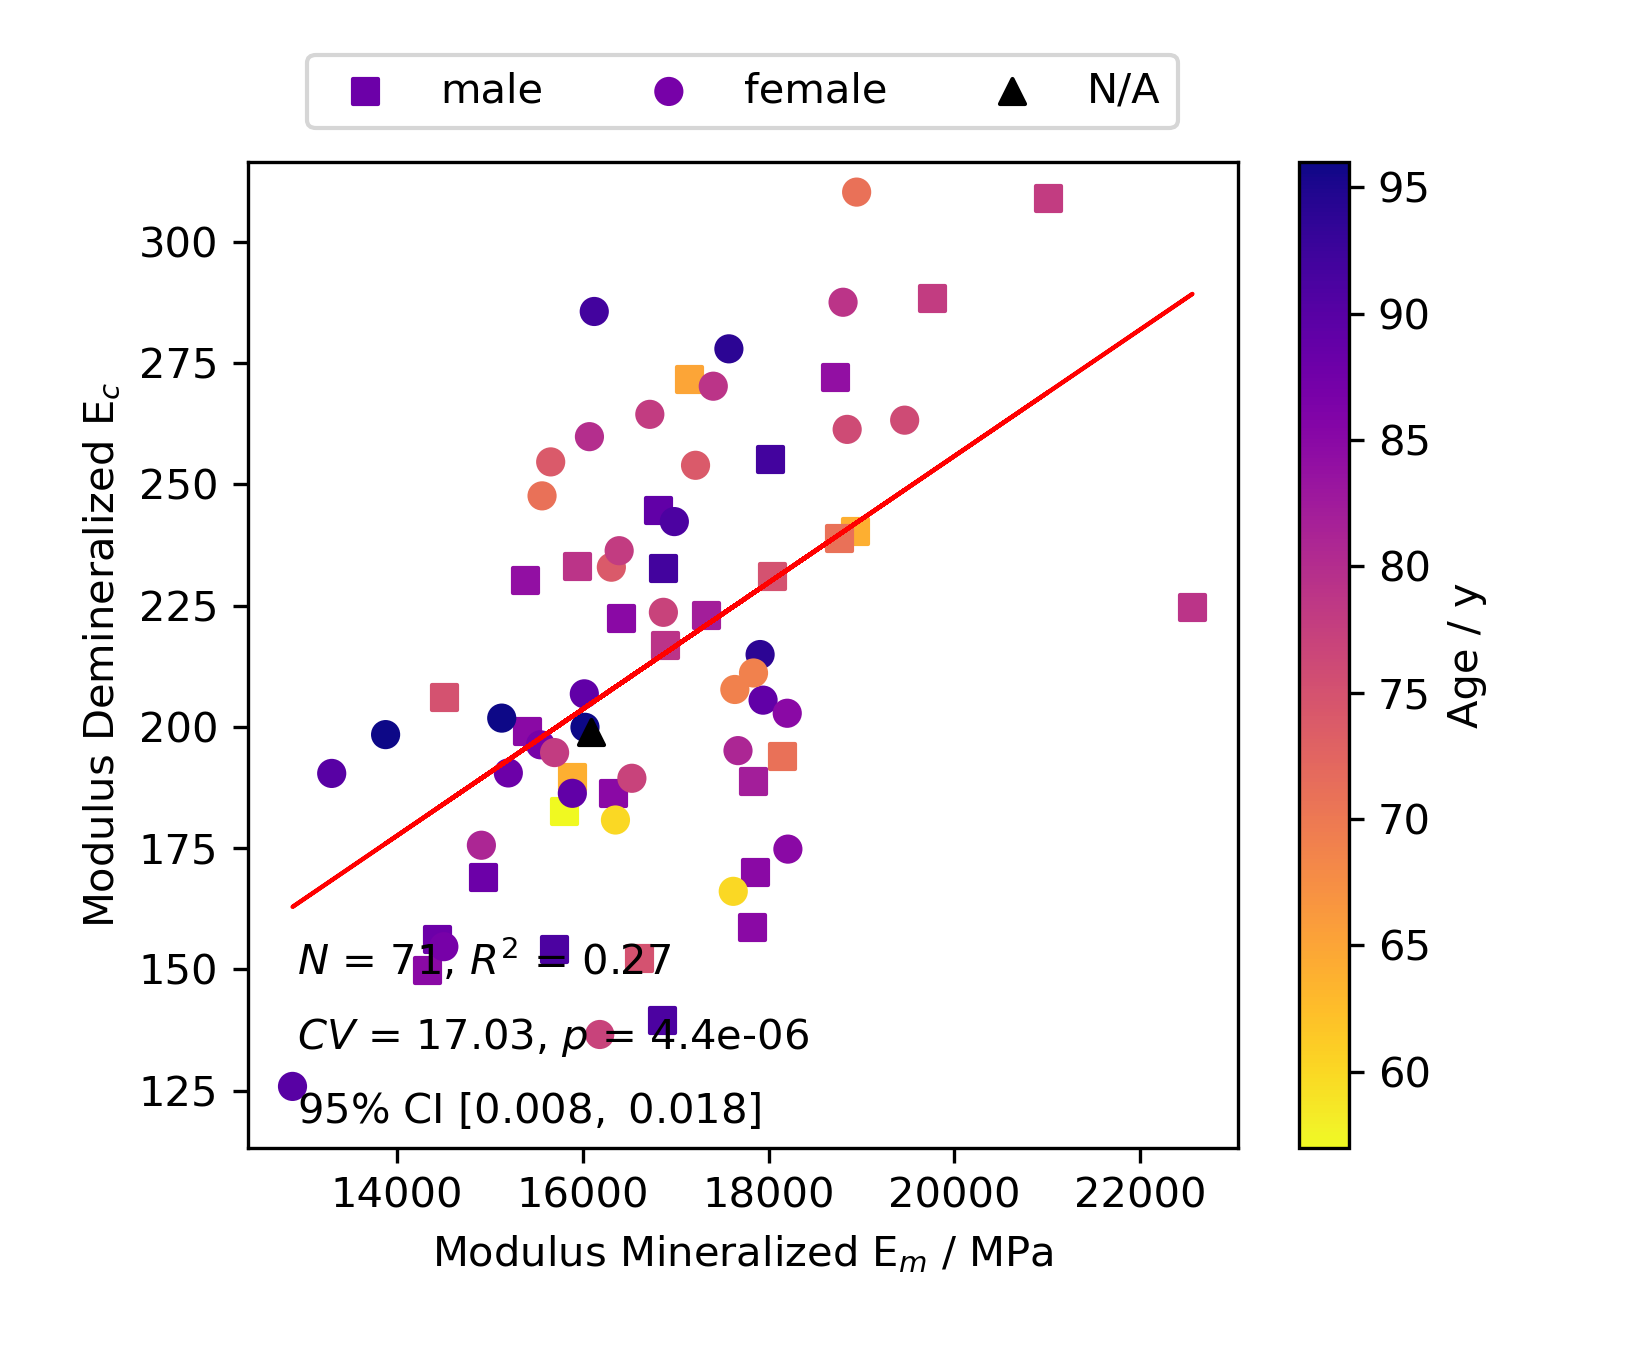 male female N/A
300
275
250
225
200
175
150
125
Modulus Demineralized E_c
N = 71, R² = 0.27
CV = 17.03, p = 4.4e-06
95% CI [0.008, 0.018]
14000 16000 18000 20000 22000
Modulus Mineralized E_m / MPa
95
90
85
80
75
70
65
60
Age / y